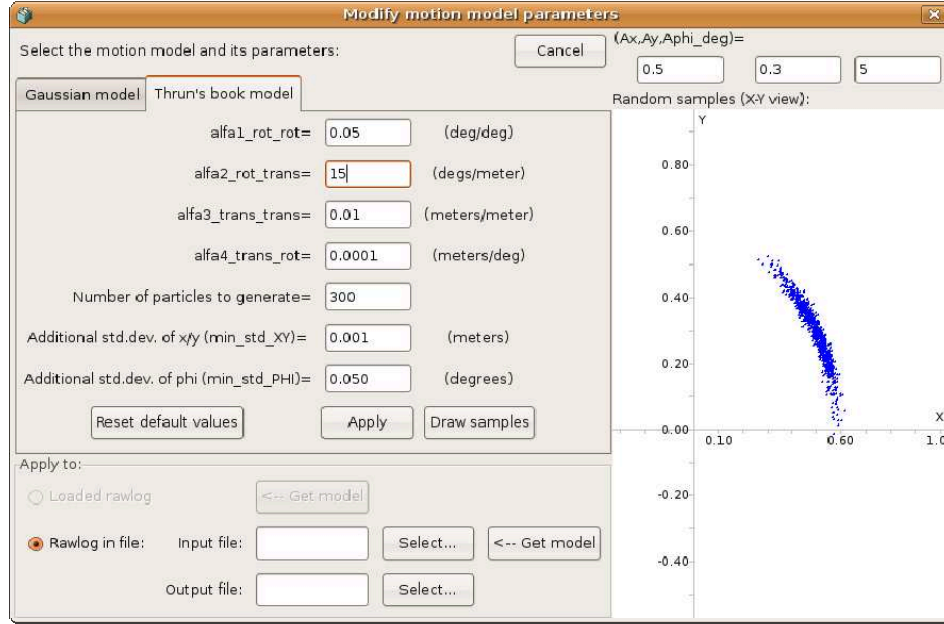 Modify motion model parameters
Select the motion model and its parameters:
Cancel
(Ax,Ay,Aphi_deg)=
0.5 0.3 5
Gaussian model Thrun's book model
Random samples (X-Y view):
alfa1_rot_rot= 0.05 (deg/deg)
alfa2_rot_trans= 15 (degs/meter)
alfa3_trans_trans= 0.01 (meters/meter)
alfa4_trans_rot= 0.0001 (meters/deg)
Number of particles to generate= 300
Additional std.dev. of x/y (min_std_XY)= 0.001 (meters)
Additional std.dev. of phi (min_std_PHI)= 0.050 (degrees)
Reset default values Apply Draw samples
Y
0.80
0.60
0.40
0.20
0.00
-0.20
-0.40
0.10 0.60 1.0
X
Apply to:
Loaded rawlog <-- Get model
Rawlog in file: Input file: Select... <-- Get model
Output file: Select...